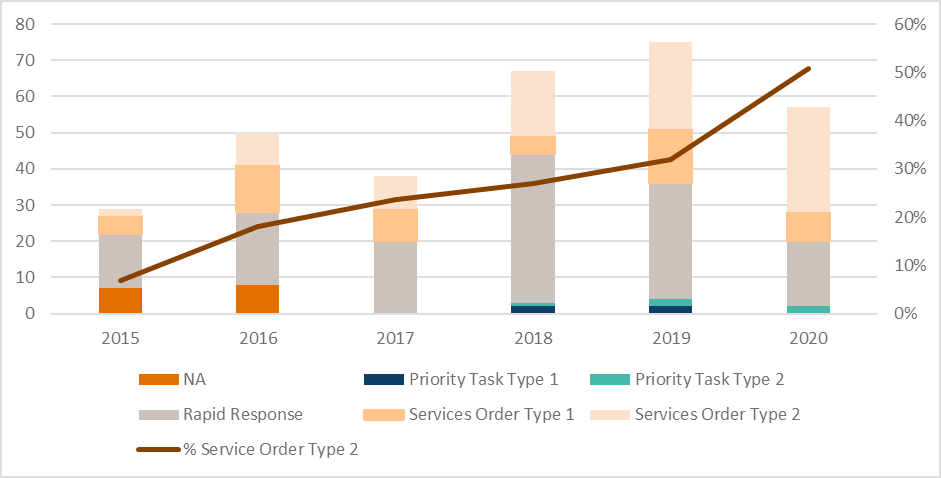 80 60%
70 50%
60
50 40%
40 30%
30 20%
20
10 10%
0 0%
2015 2016 2017 2018 2019 2020
NA Priority Task Type 1 Priority Task Type 2
Rapid Response Services Order Type 1 Services Order Type 2
% Service Order Type 2